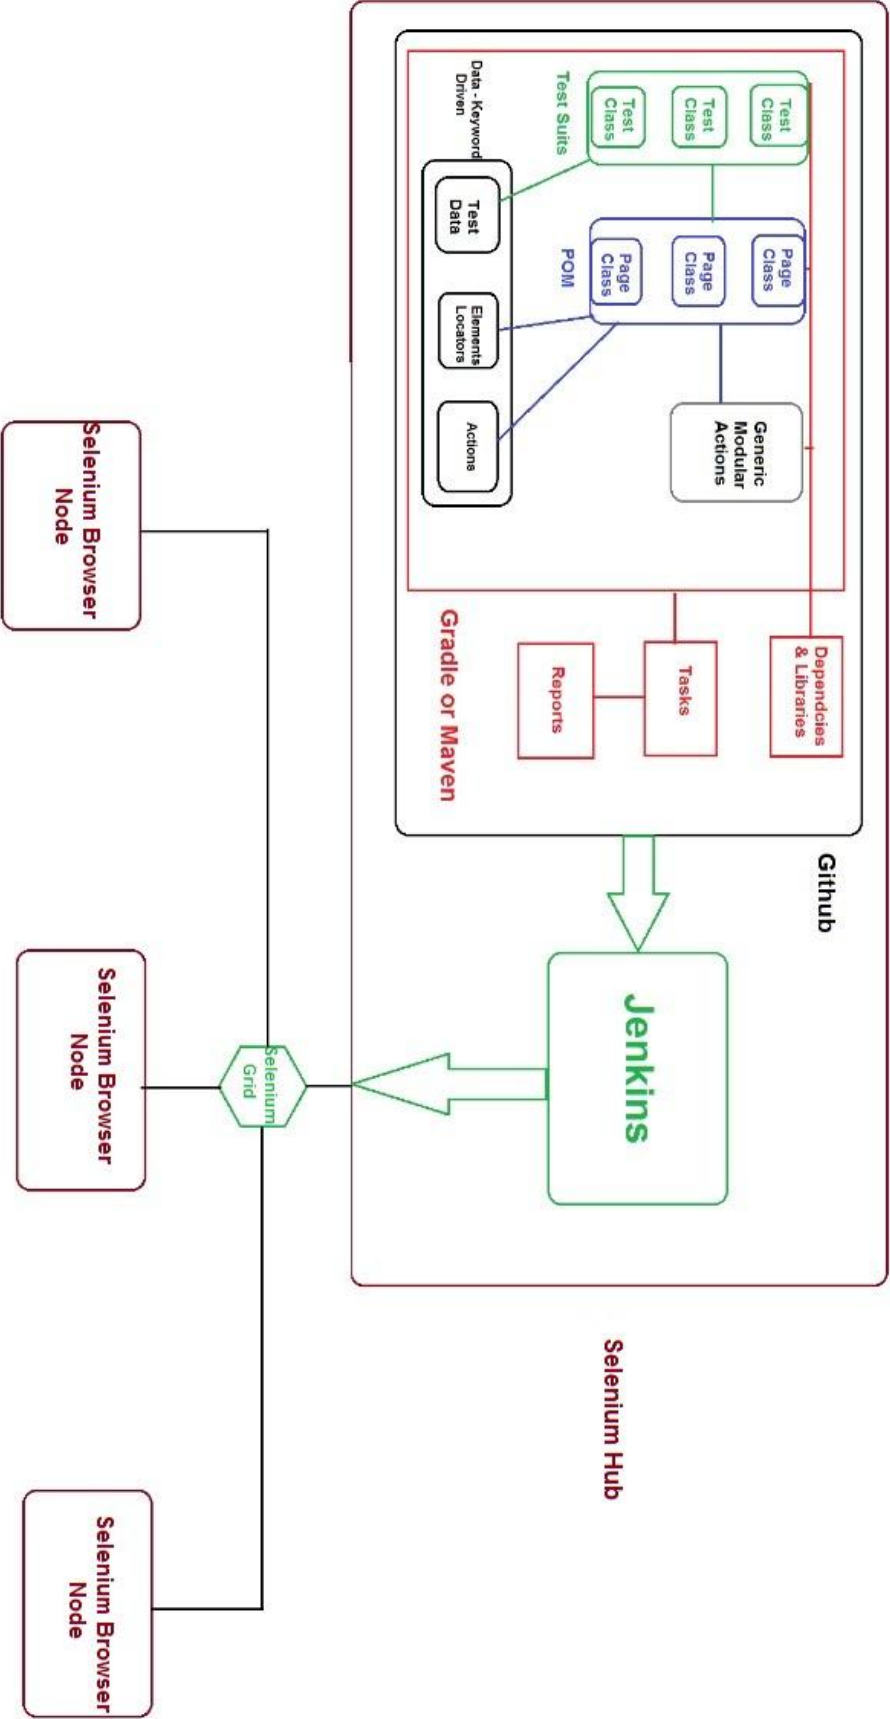 Test
Class
Test
Class
Test
Class
Test Suits
Page
Class
Page
Class
Page
Class
POM
Generic
Modular
Actions
Data - Keyword
Driven
Test
Data
Elements
Locators
Actions
Dependcies
& Libraries
Tasks
Reports
Gradle or Maven
Github
Jenkins
Selenium Hub
Selenium
Grid
Selenium Browser
Node
Selenium Browser
Node
Selenium Browser
Node